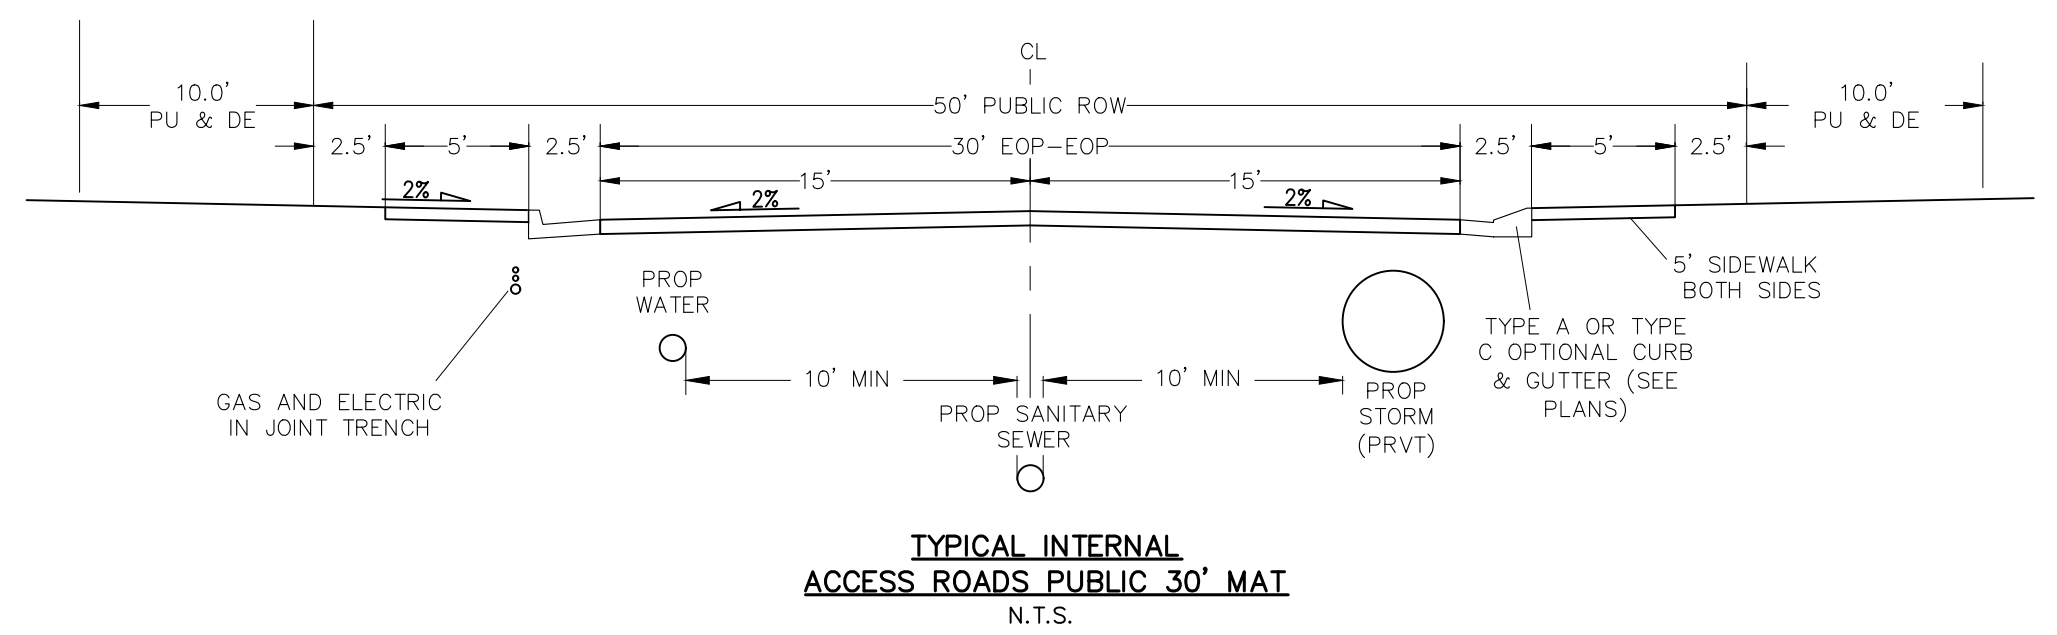 CL
10.0'
PU & DE
50' PUBLIC ROW
10.0'
PU & DE
2.5'
5'
2.5'
30' EOP-EOP
2.5'
5'
2.5'
15'
15'
2%
2%
2%
PROP
WATER
5' SIDEWALK
BOTH SIDES
TYPE A OR TYPE
C OPTIONAL CURB
& GUTTER (SEE
PLANS)
10' MIN
10' MIN
PROP
STORM
(PRVT)
GAS AND ELECTRIC
IN JOINT TRENCH
PROP SANITARY
SEWER
TYPICAL INTERNAL
ACCESS ROADS PUBLIC 30' MAT
N.T.S.